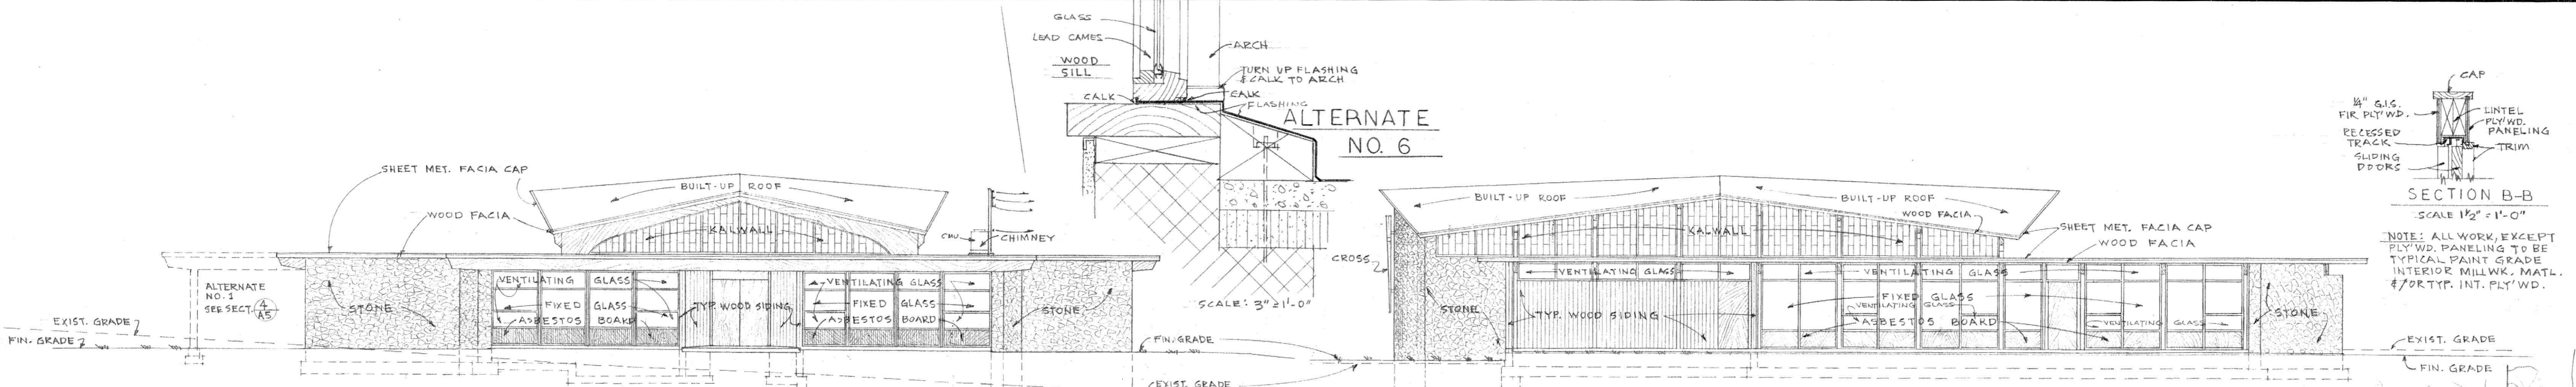 GLASS
LEAD CAMES
WOOD
SILL
CALK
ARCH
TURN UP FLASHING
& CALK TO ARCH
CALK
FLASHING
ALTERNATE
NO. 6
SCALE: 3" = 1'-0"
SHEET MET. FACIA CAP
WOOD FACIA
BUILT-UP ROOF
KALWALL
CMU
CHIMNEY
ALTERNATE
NO. 1
SEE SECT. 4
A5
STONE
VENTILATING GLASS
FIXED GLASS
ASBESTOS BOARD
TYP. WOOD SIDING
VENTILATING GLASS
FIXED GLASS
ASBESTOS BOARD
STONE
EXIST. GRADE
FIN. GRADE
FIN. GRADE
EXIST. GRADE
CROSS
BUILT-UP ROOF
BUILT-UP ROOF
WOOD FACIA
KALWALL
SHEET MET. FACIA CAP
WOOD FACIA
STONE
VENTILATING GLASS
TYP. WOOD SIDING
VENTILATING GLASS
FIXED GLASS
VENTILATING GLASS
ASBESTOS BOARD
VENTILATING GLASS
STONE
EXIST. GRADE
FIN. GRADE
CAP
1/4" G.I.S.
FIR PLY'WD.
RECESSED
TRACK
SLIDING
DOORS
LINTEL
PLY'WD.
PANELING
TRIM
SECTION B-B
SCALE 1½" = 1'-0"
NOTE: ALL WORK, EXCEPT
PLY'WD. PANELING TO BE
TYPICAL PAINT GRADE
INTERIOR MILLWK. MATL.
&/OR TYP. INT. PLY'WD.